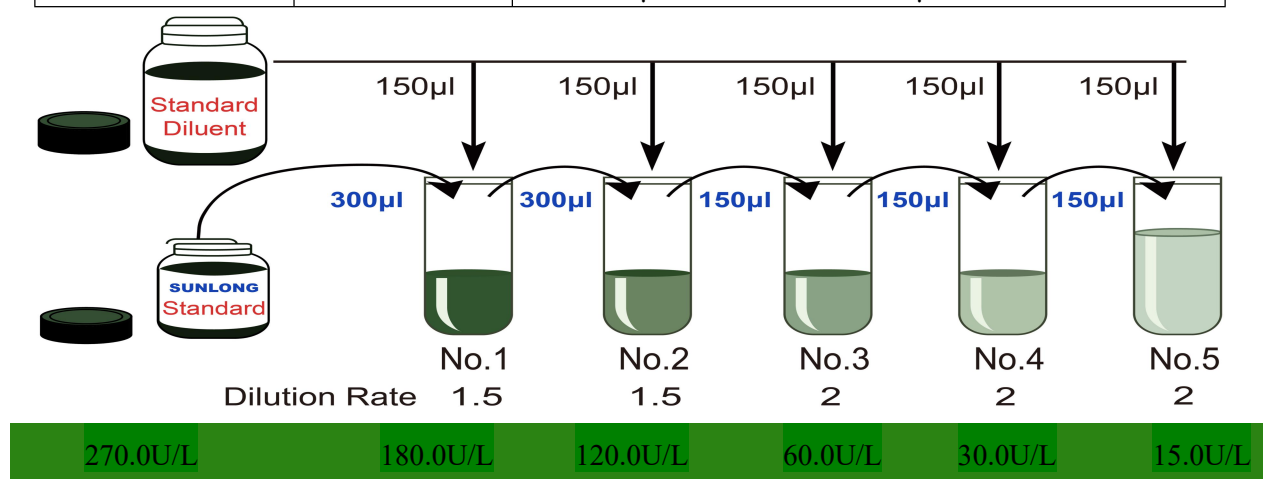 150µl 150µl 150µl 150µl 150µl
Standard
Diluent
300µl 300µl 150µl 150µl 150µl
SUNLONG
Standard
No.1 No.2 No.3 No.4 No.5
Dilution Rate 1.5 1.5 2 2 2
270.0U/L 180.0U/L 120.0U/L 60.0U/L 30.0U/L 15.0U/L